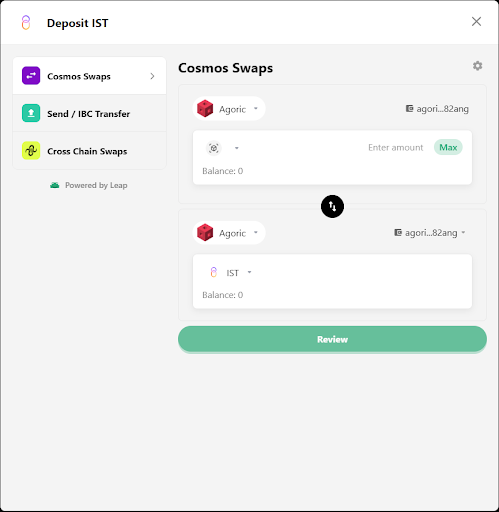 Deposit IST
Cosmos Swaps
Send / IBC Transfer
Cross Chain Swaps
Powered by Leap
Cosmos Swaps
Agoric
agori...82ang
Enter amount
Max
Balance: 0
Agoric
agori...82ang
IST
Balance: 0
Review